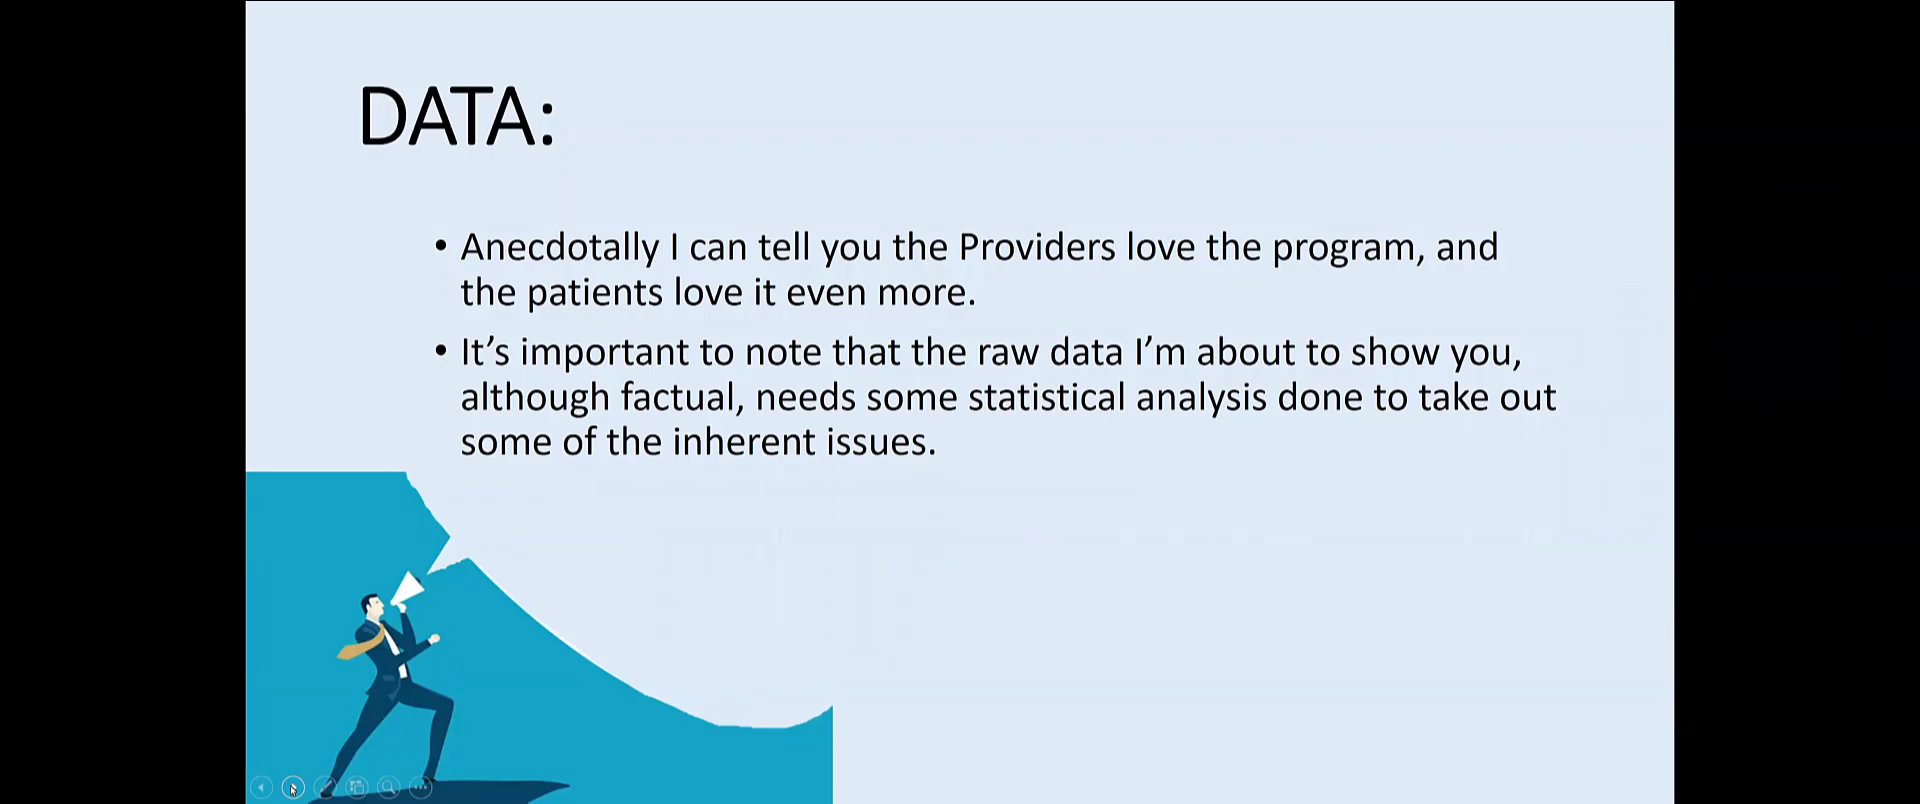 DATA:
• Anecdotally I can tell you the Providers love the program, and
the patients love it even more.
• It’s important to note that the raw data I’m about to show you,
although factual, needs some statistical analysis done to take out
some of the inherent issues.